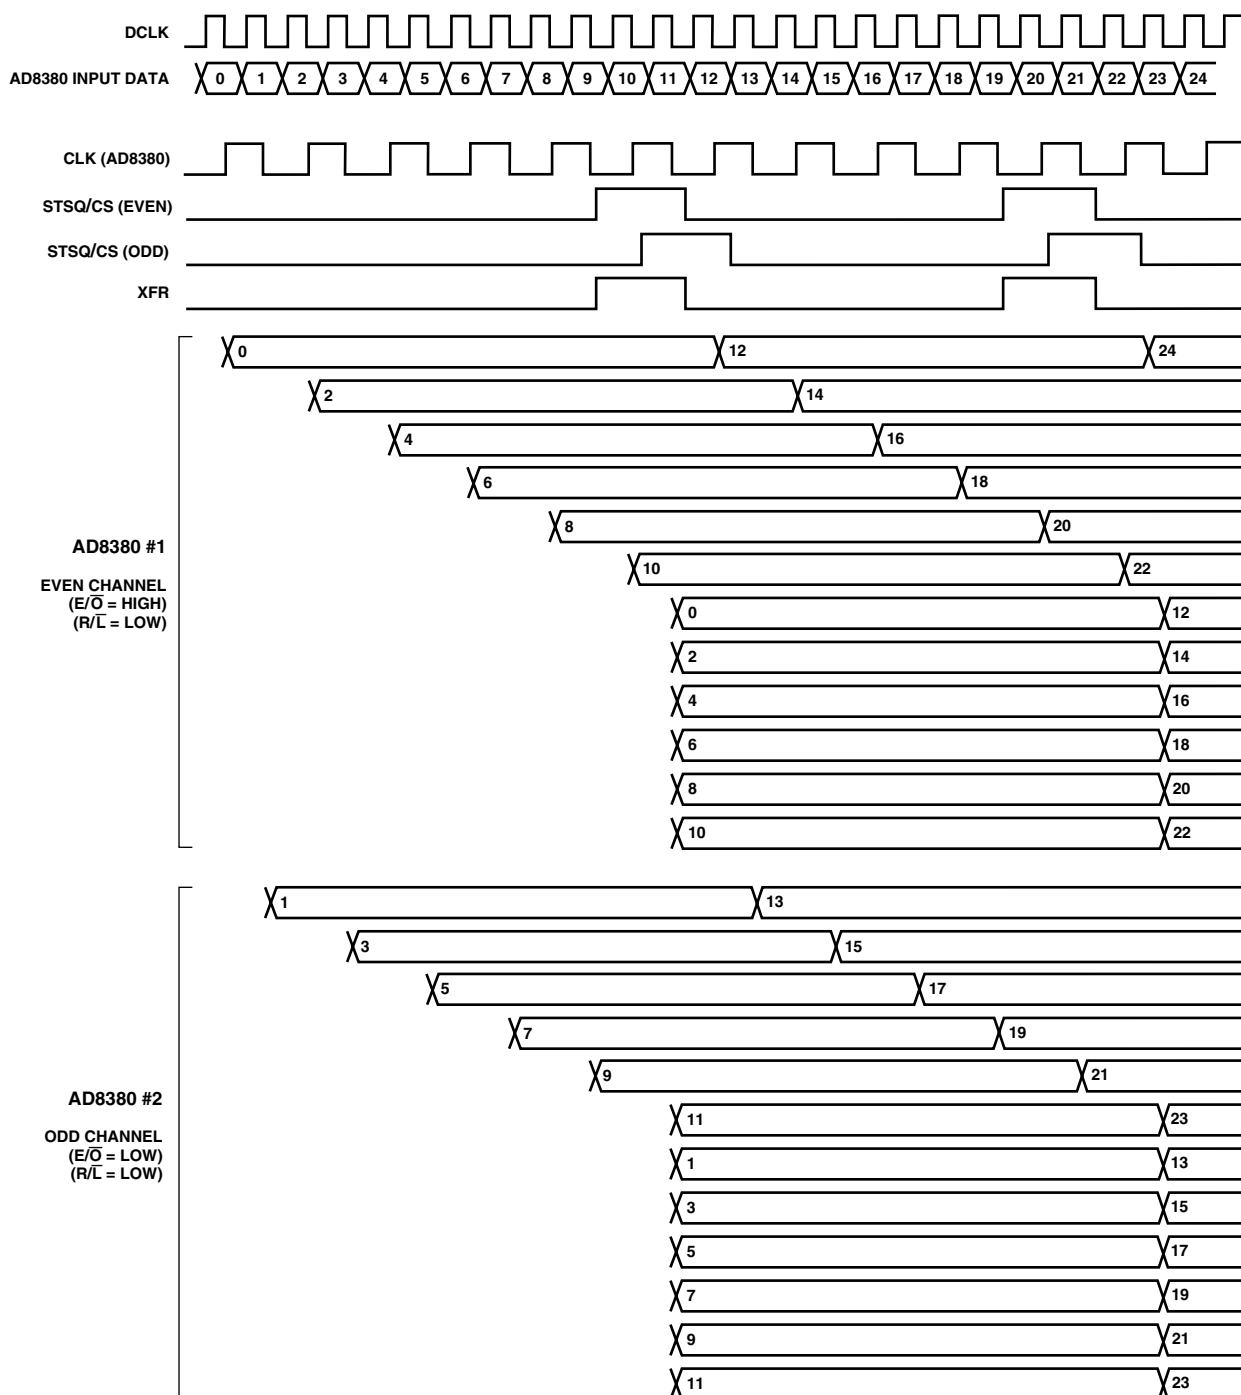 DCLK
AD8380 INPUT DATA 0 1 2 3 4 5 6 7 8 9 10 11 12 13 14 15 16 17 18 19 20 21 22 23 24
CLK (AD8380)
STSQ/CS (EVEN)
STSQ/CS (ODD)
XFR
0 12 24
2 14
4 16
6 18
8 20
10 22
0 12
2 14
4 16
6 18
8 20
10 22
AD8380 #1
EVEN CHANNEL
(E/O̅ = HIGH)
(R/L̅ = LOW)
1 13
3 15
5 17
7 19
9 21
11 23
1 13
3 15
5 17
7 19
9 21
11 23
AD8380 #2
ODD CHANNEL
(E/O̅ = LOW)
(R/L̅ = LOW)